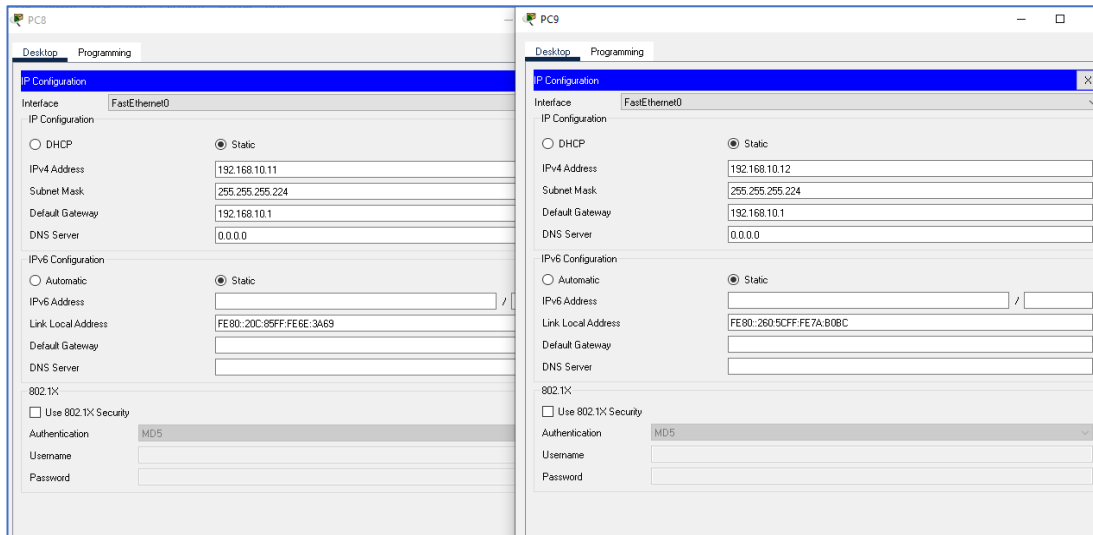 PC8
Desktop Programming
IP Configuration
Interface FastEthernet0
IP Configuration
DHCP Static
IPv4 Address 192.168.10.11
Subnet Mask 255.255.255.224
Default Gateway 192.168.10.1
DNS Server 0.0.0.0
IPv6 Configuration
Automatic Static
IPv6 Address /
Link Local Address FE80::20C:85FF:FE6E:3A69
Default Gateway
DNS Server
802.1X
Use 802.1X Security
Authentication MD5
Username
Password
PC9
Desktop Programming
IP Configuration X
Interface FastEthernet0
IP Configuration
DHCP Static
IPv4 Address 192.168.10.12
Subnet Mask 255.255.255.224
Default Gateway 192.168.10.1
DNS Server 0.0.0.0
IPv6 Configuration
Automatic Static
IPv6 Address /
Link Local Address FE80::260:5CFF:FE7A:B0BC
Default Gateway
DNS Server
802.1X
Use 802.1X Security
Authentication MD5
Username
Password